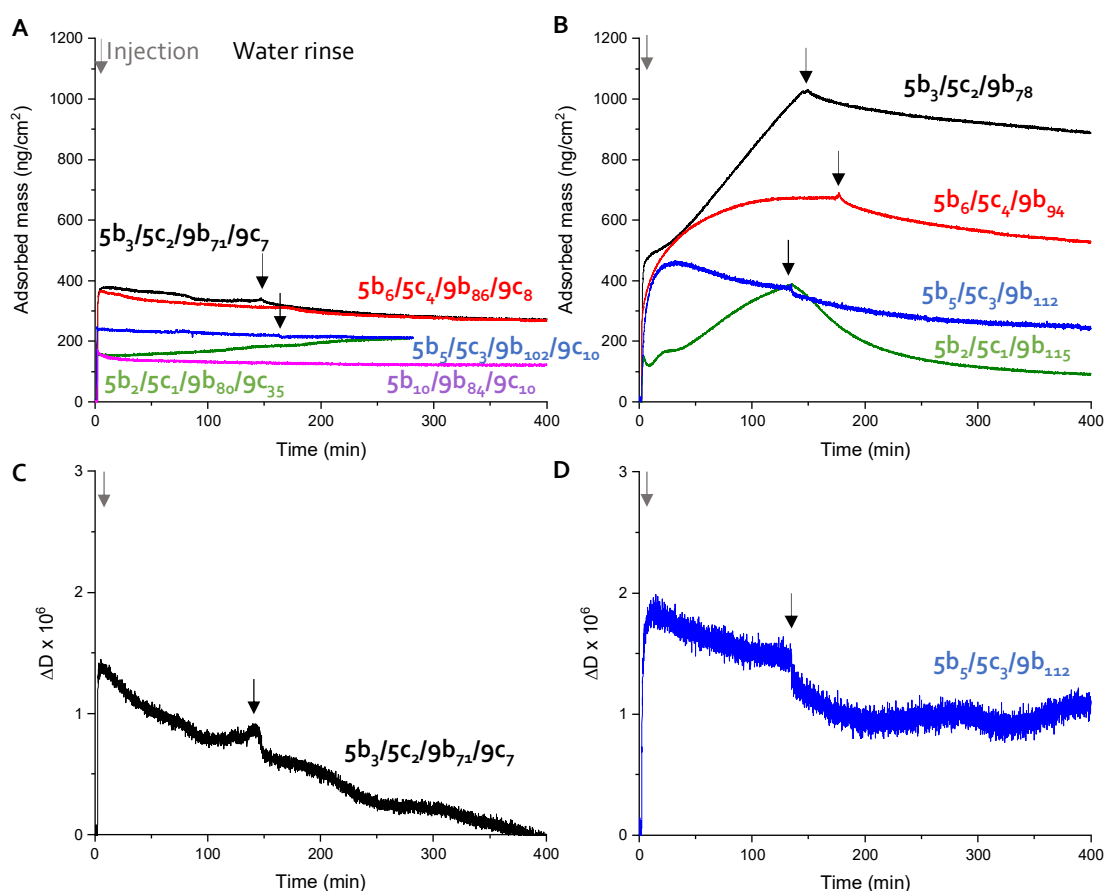 A
Injection
Water rinse
1200
1000
800
600
400
200
0
Adsorbed mass (ng/cm²)
5b₃/5c₂/9b₇₁/9c₇
5b₆/5c₄/9b₈₆/9c₈
5b₅/5c₃/9b₁₀₂/9c₁₀
5b₂/5c₁/9b₈₀/9c₃₅
5b₁₀/9b₈₄/9c₁₀
0 100 200 300 400
Time (min)
B
1200
1000
800
600
400
200
0
Adsorbed mass (ng/cm²)
5b₃/5c₂/9b₇₈
5b₆/5c₄/9b₉₄
5b₅/5c₃/9b₁₁₂
5b₂/5c₁/9b₁₁₅
0 100 200 300 400
Time (min)
C
3
2
1
0
ΔD x 10⁶
5b₃/5c₂/9b₇₁/9c₇
0 100 200 300 400
Time (min)
D
3
2
1
0
ΔD x 10⁶
5b₅/5c₃/9b₁₁₂
0 100 200 300 400
Time (min)